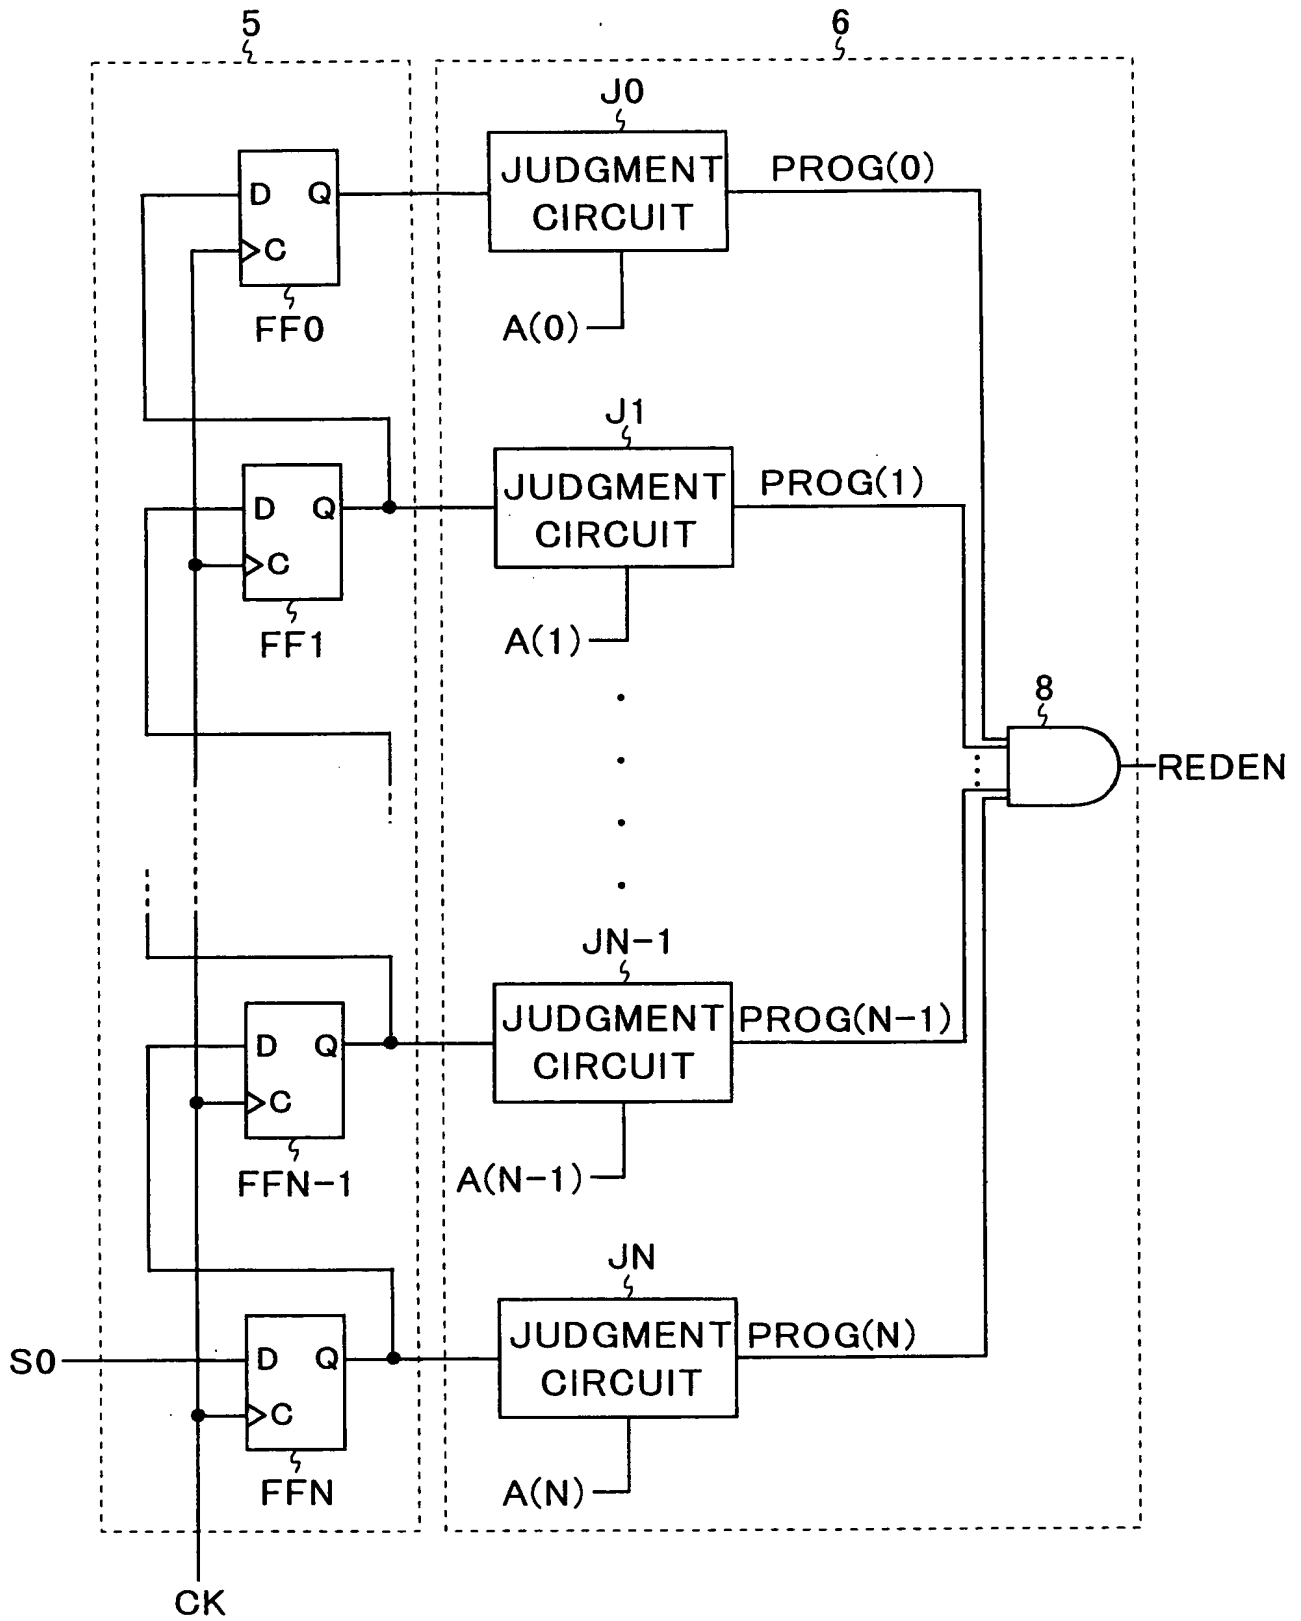 5
6
J0
JUDGMENT
CIRCUIT
PROG(0)
D Q
C
FF0
A(0)
J1
JUDGMENT
CIRCUIT
PROG(1)
D Q
C
FF1
A(1)
8
REDEN
JN-1
JUDGMENT
CIRCUIT
PROG(N-1)
D Q
C
FFN-1
A(N-1)
JN
JUDGMENT
CIRCUIT
PROG(N)
S0
D Q
C
FFN
A(N)
CK